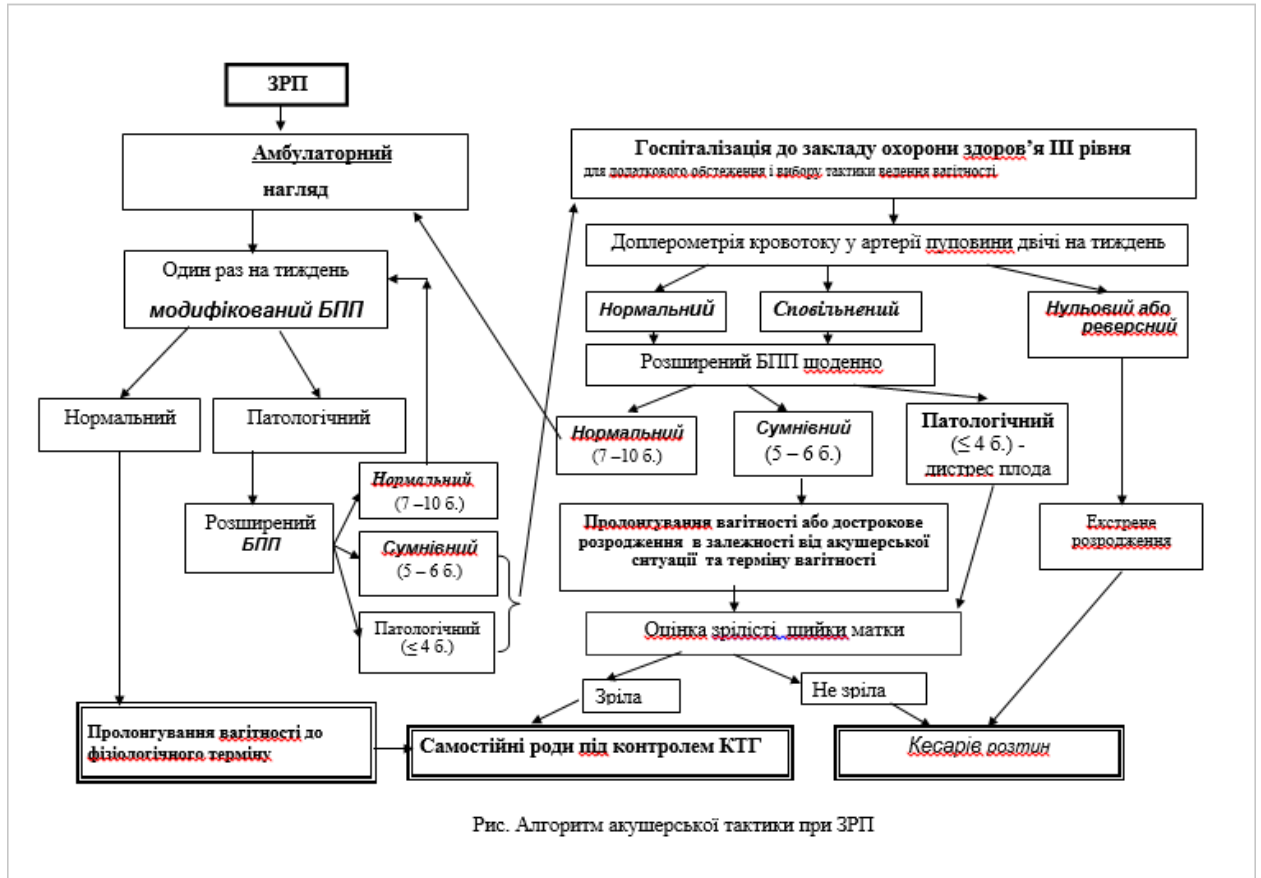 ЗРП
Амбулаторний
нагляд
Один раз на тиждень
модифікований БПП
Нормальний
Патологічний
Розширений
БПП
Нормальний
(7 –10 б.)
Сумнівний
(5 – 6 б.)
Патологічний
(≤ 4 б.)
Пролонгування вагітності до
фізіологічного терміну
Госпіталізація до закладу охорони здоров’я ІІІ рівня
для додаткового обстеження і вибору тактики ведення вагітності
Доплерометрія кровотоку у артерії пуповини двічі на тиждень
Нормальний
Сповільнений
Нульовий або
реверсний
Розширений БПП щоденно
Нормальний
(7 –10 б.)
Сумнівний
(5 – 6 б.)
Патологічний
(≤ 4 б.) -
дистрес плода
Пролонгування вагітності або дострокове
розродження в залежності від акушерської
ситуації та терміну вагітності
Екстрене
розродження
Оцінка зрілісті шийки матки
Зріла
Не зріла
Самостійні роди під контролем КТГ
Кесарів розтин
Рис. Алгоритм акушерської тактики при ЗРП